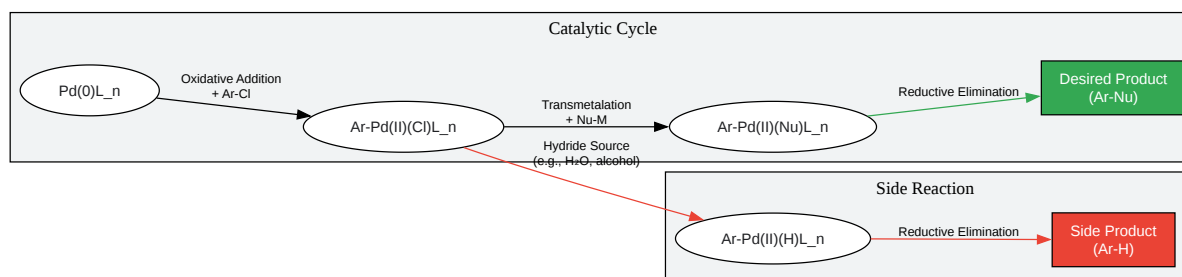 Catalytic Cycle
Pd(0)L_n
Oxidative Addition
+ Ar-Cl
Ar-Pd(II)(Cl)L_n
Transmetalation
+ Nu-M
Ar-Pd(II)(Nu)L_n
Reductive Elimination
Desired Product
(Ar-Nu)
Hydride Source
(e.g., H₂O, alcohol)
Side Reaction
Ar-Pd(II)(H)L_n
Reductive Elimination
Side Product
(Ar-H)